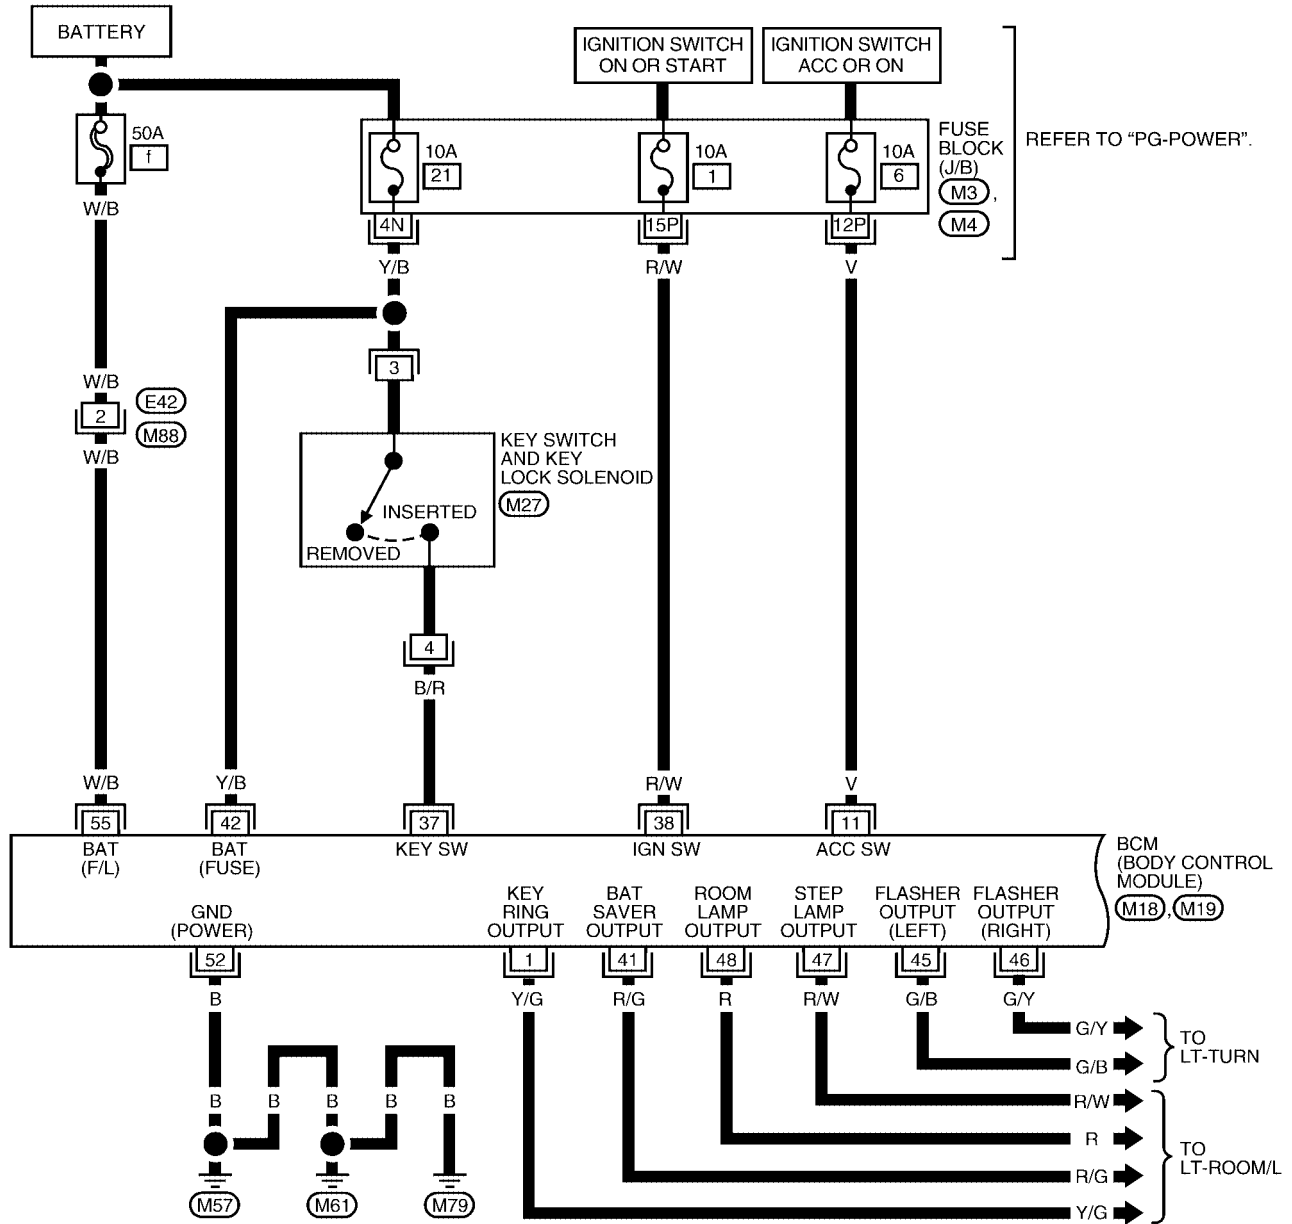 BATTERY
IGNITION SWITCH
ON OR START
IGNITION SWITCH
ACC OR ON
50A
f
10A
21
10A
1
10A
6
FUSE
BLOCK
(J/B)
M3 ,
M4
REFER TO “PG-POWER”.
W/B
4N
15P
12P
Y/B
R/W
V
3
W/B
2
E42
M88
W/B
KEY SWITCH
AND KEY
LOCK SOLENOID
M27
INSERTED
REMOVED
4
B/R
W/B
Y/B
R/W
V
55
42
37
38
11
BAT
(F/L)
BAT
(FUSE)
KEY SW
IGN SW
ACC SW
BCM
(BODY CONTROL
MODULE)
M18 , M19
GND
(POWER)
KEY
RING
OUTPUT
BAT
SAVER
OUTPUT
ROOM
LAMP
OUTPUT
STEP
LAMP
OUTPUT
FLASHER
OUTPUT
(LEFT)
FLASHER
OUTPUT
(RIGHT)
52
1
41
48
47
45
46
B
Y/G
R/G
R
R/W
G/B
G/Y
G/Y
G/B
TO
LT-TURN
B
B
B
B
B
R/W
R
R/G
Y/G
TO
LT-ROOM/L
M57
M61
M79